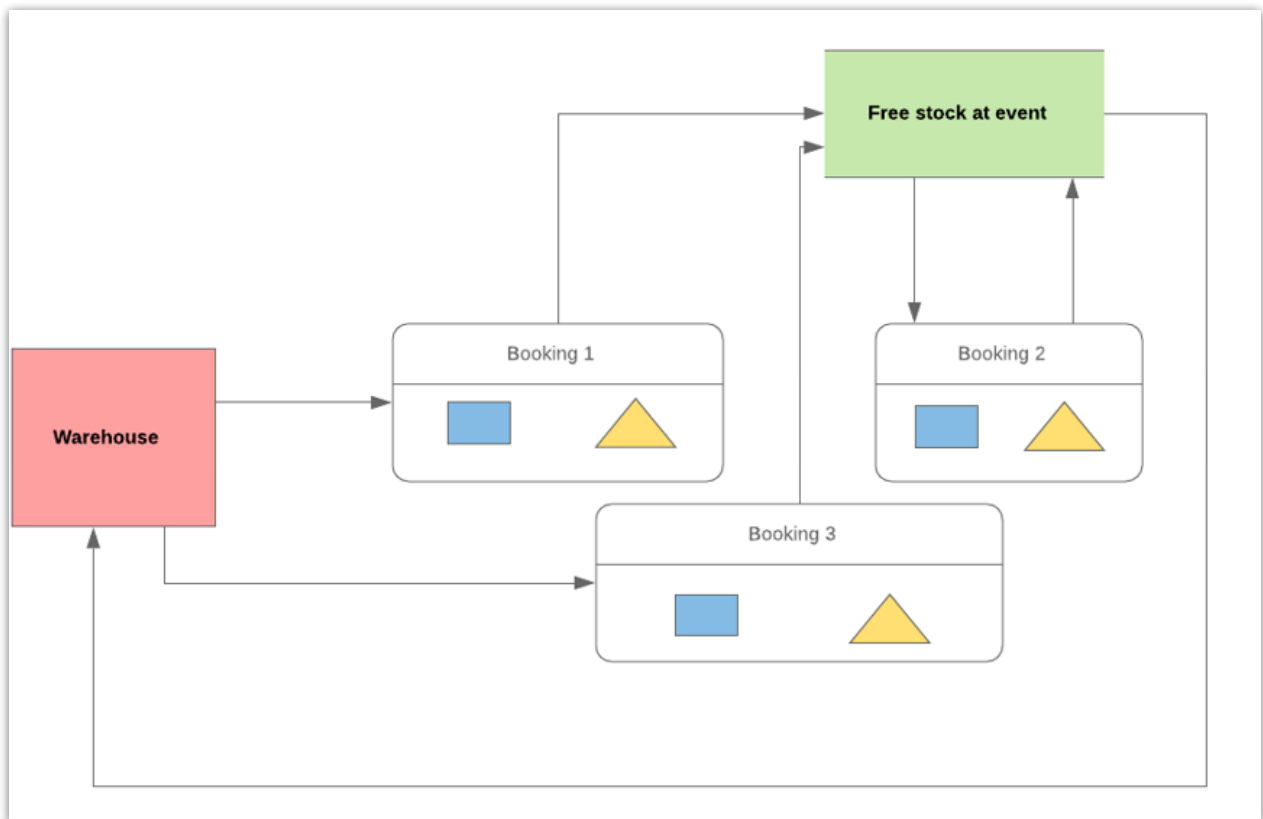 Free stock at event
Booking 1
Booking 2
Warehouse
Booking 3